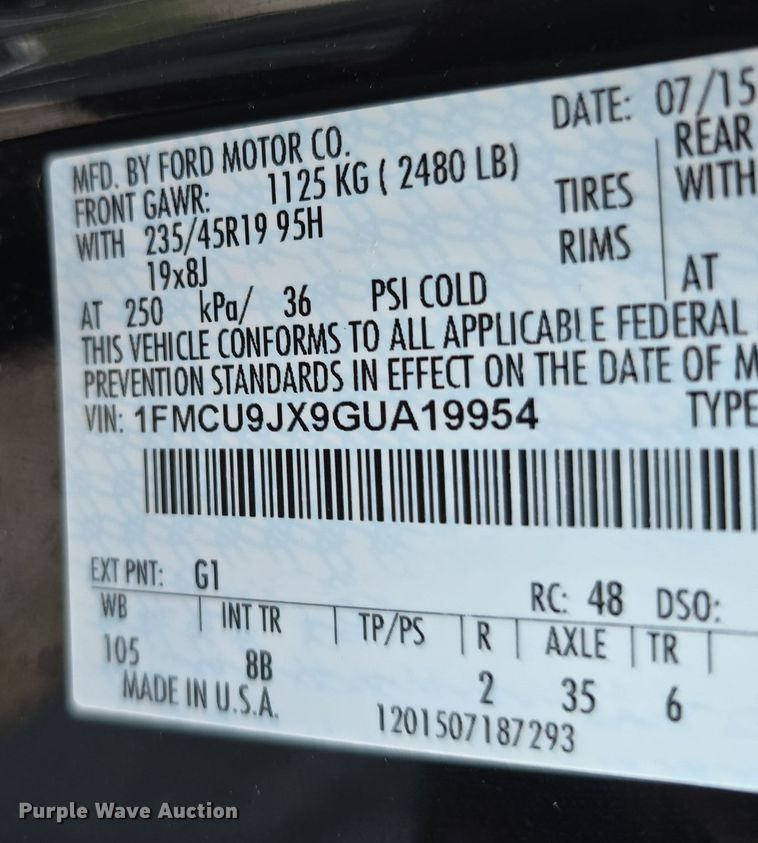 DATE: 07/15
MFD. BY FORD MOTOR CO.
FRONT GAWR: 1125 KG ( 2480 LB) REAR
WITH 235/45R19 95H TIRES WITH
19x8J RIMS
AT 250 kPa/ 36 PSI COLD AT
THIS VEHICLE CONFORMS TO ALL APPLICABLE FEDERAL
PREVENTION STANDARDS IN EFFECT ON THE DATE OF M
VIN: 1FMCU9JX9GUA19954 TYPE
EXT PNT: G1 RC: 48 DSO:
WB INT TR TP/PS R AXLE TR
105 8B 2 35 6
MADE IN U.S.A. 1201507187293
Purple Wave Auction